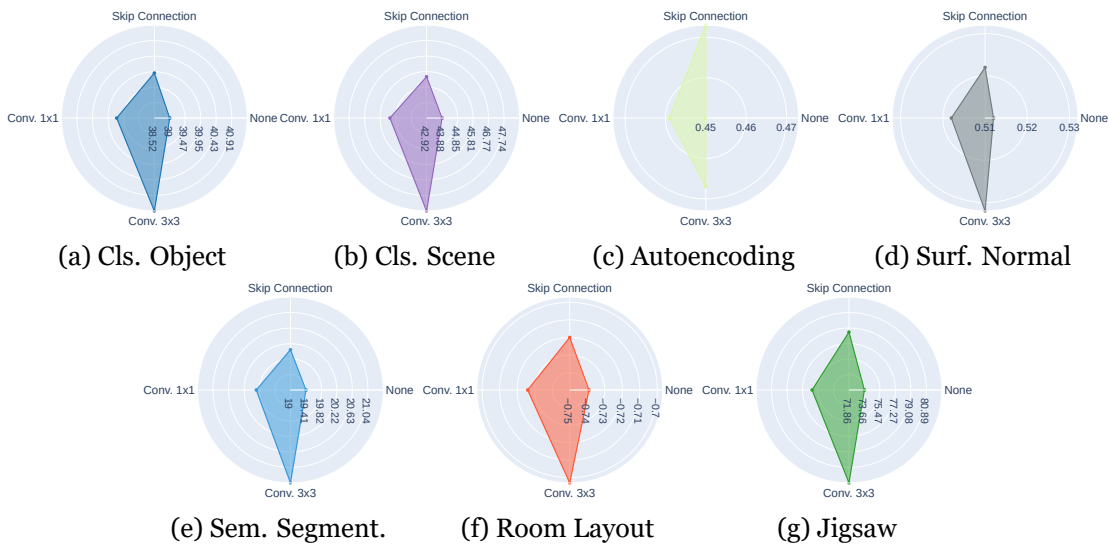 Skip Connection
Conv. 1x1
None
38.52
39
39.47
39.95
40.43
40.91
Conv. 3x3
(a) Cls. Object
Skip Connection
Conv. 1x1
None
42.92
43.88
44.85
45.81
46.77
47.74
Conv. 3x3
(b) Cls. Scene
Skip Connection
Conv. 1x1
None
0.45
0.46
0.47
Conv. 3x3
(c) Autoencoding
Skip Connection
Conv. 1x1
None
0.51
0.52
0.53
Conv. 3x3
(d) Surf. Normal
Skip Connection
Conv. 1x1
None
19
19.41
19.82
20.22
20.63
21.04
Conv. 3x3
(e) Sem. Segment.
Skip Connection
Conv. 1x1
None
−0.75
−0.74
−0.73
−0.72
−0.71
−0.7
Conv. 3x3
(f) Room Layout
Skip Connection
Conv. 1x1
None
71.86
73.66
75.47
77.27
79.08
80.89
Conv. 3x3
(g) Jigsaw